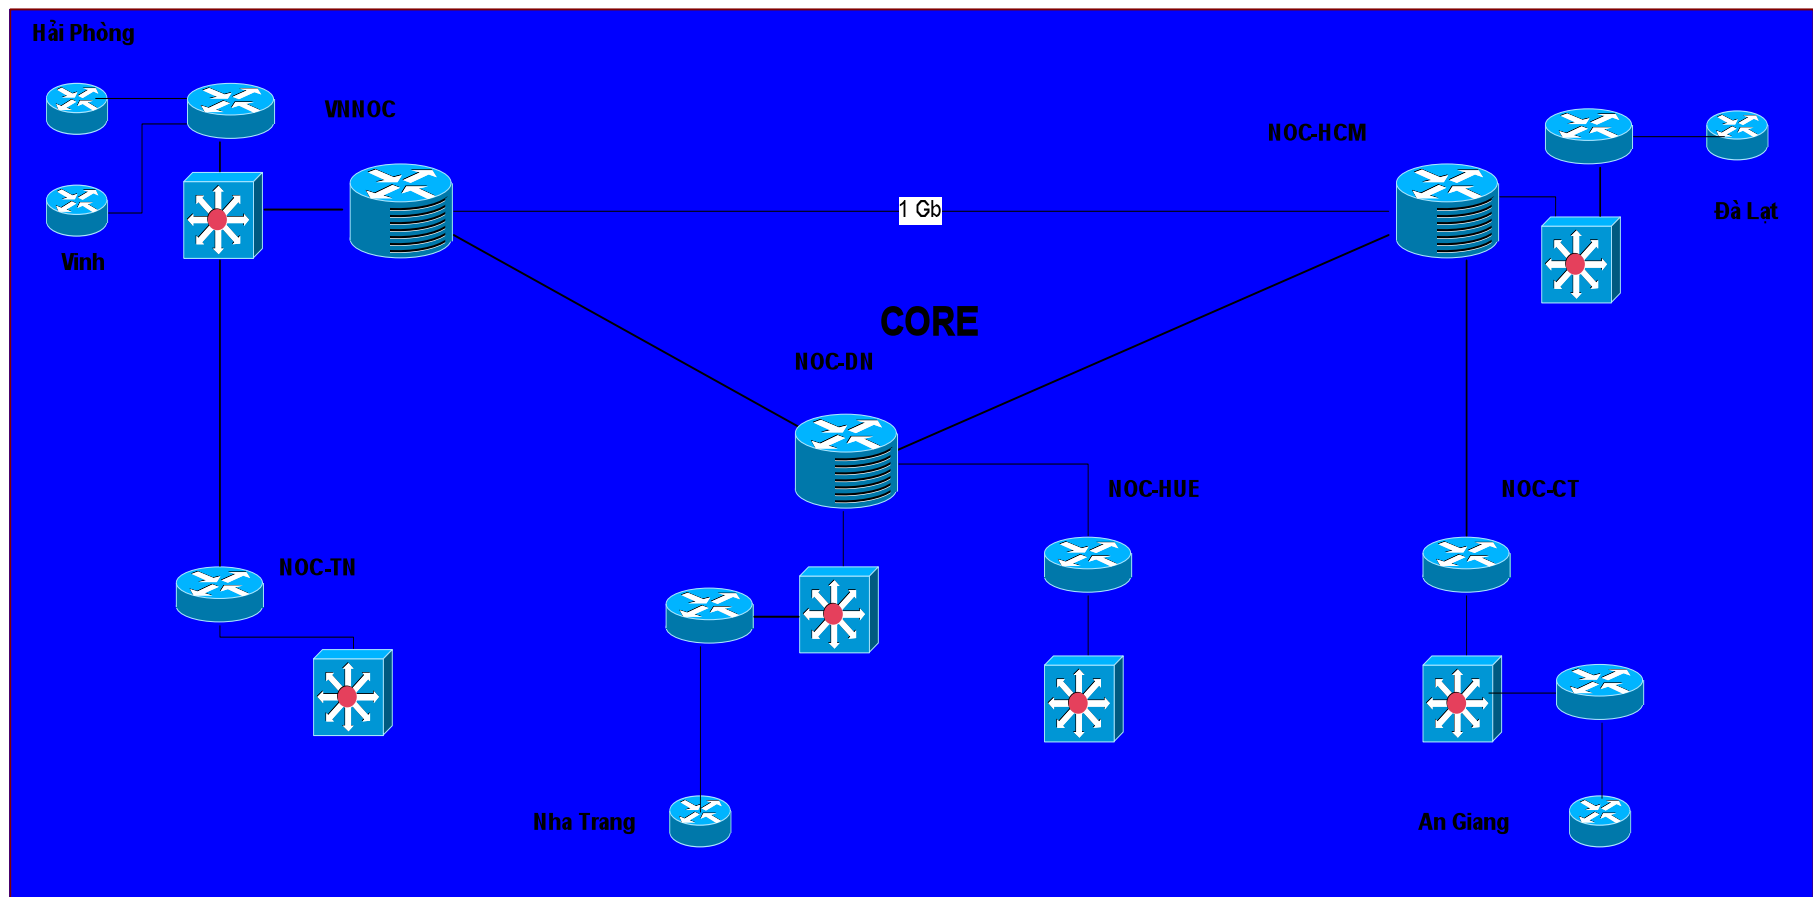 Hải Phòng
VNNOC
NOC-HCM
1 Gb
Đà Lạt
Vinh
CORE
NOC-DN
NOC-HUE
NOC-CT
NOC-TN
Nha Trang
An Giang